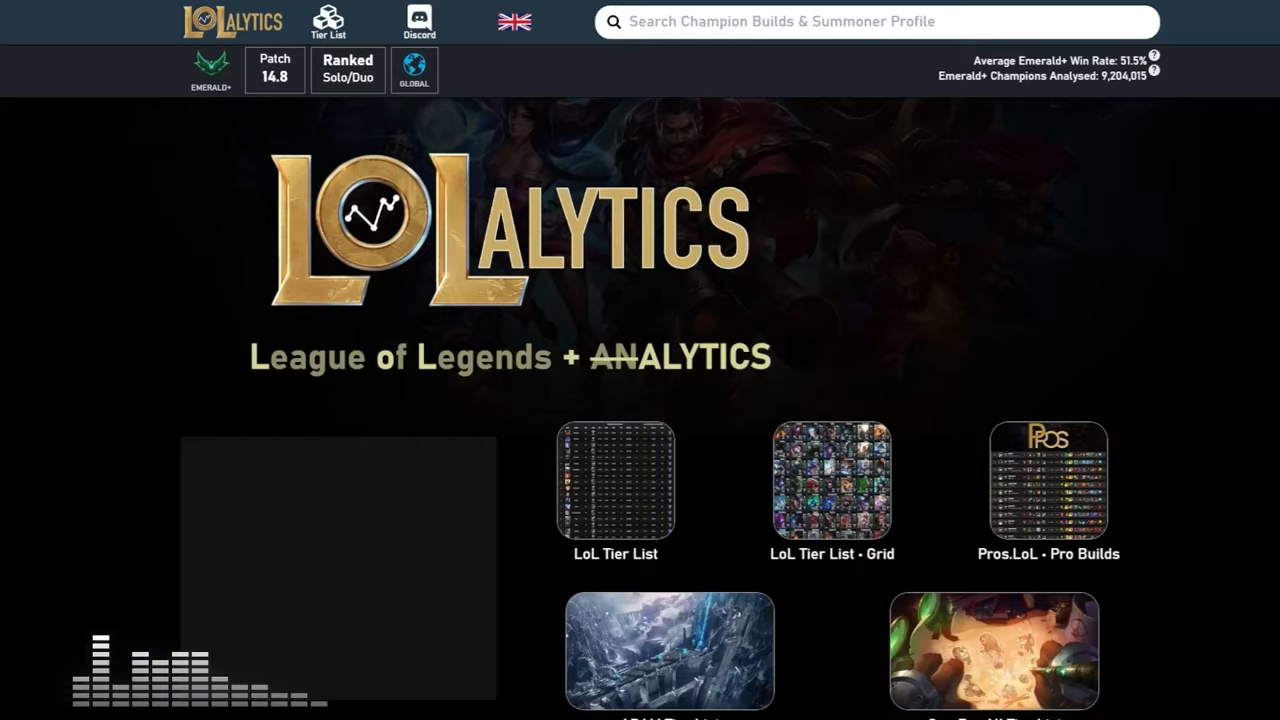 LOLALYTICS
Tier List
Discord
Search Champion Builds & Summoner Profile
EMERALD+
Patch
14.8
Ranked
Solo/Duo
GLOBAL
Average Emerald+ Win Rate: 51.5% ?
Emerald+ Champions Analysed: 9,204,015 ?
LOLALYTICS
League of Legends + ANALYTICS
PROS
LoL Tier List
LoL Tier List • Grid
Pros.LoL • Pro Builds